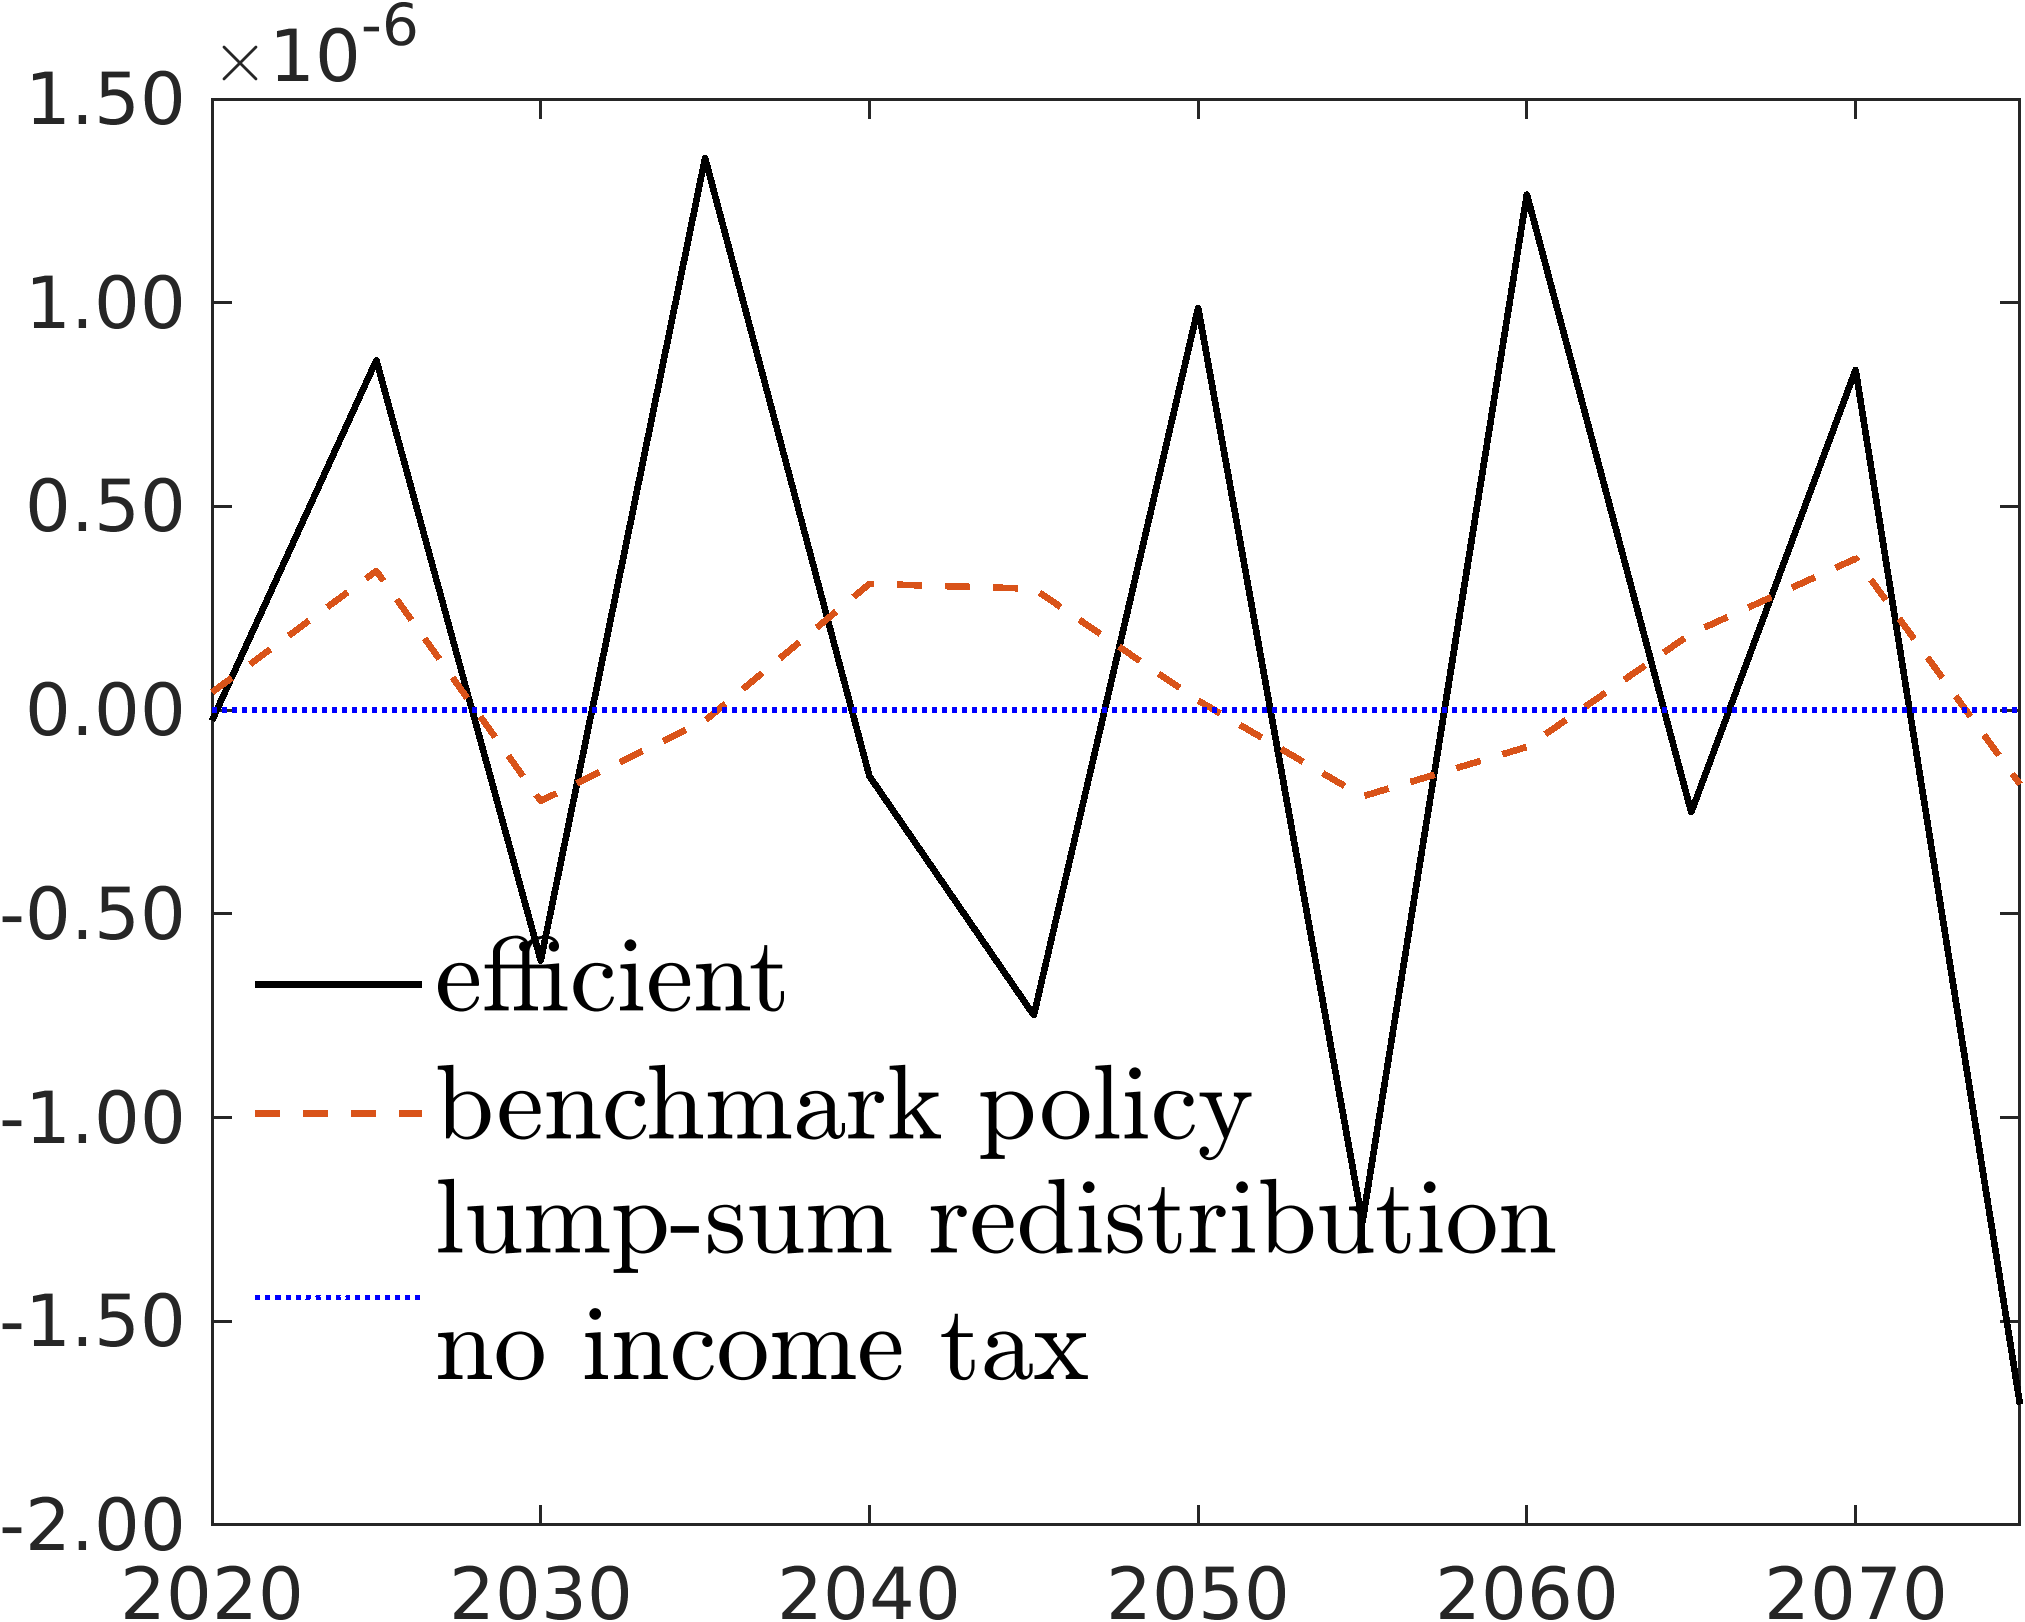 ×10-6
1.50
1.00
0.50
0.00
-0.50
-1.00
-1.50
-2.00
efficient
benchmark policy
lump-sum redistribution
no income tax
2020 2030 2040 2050 2060 2070